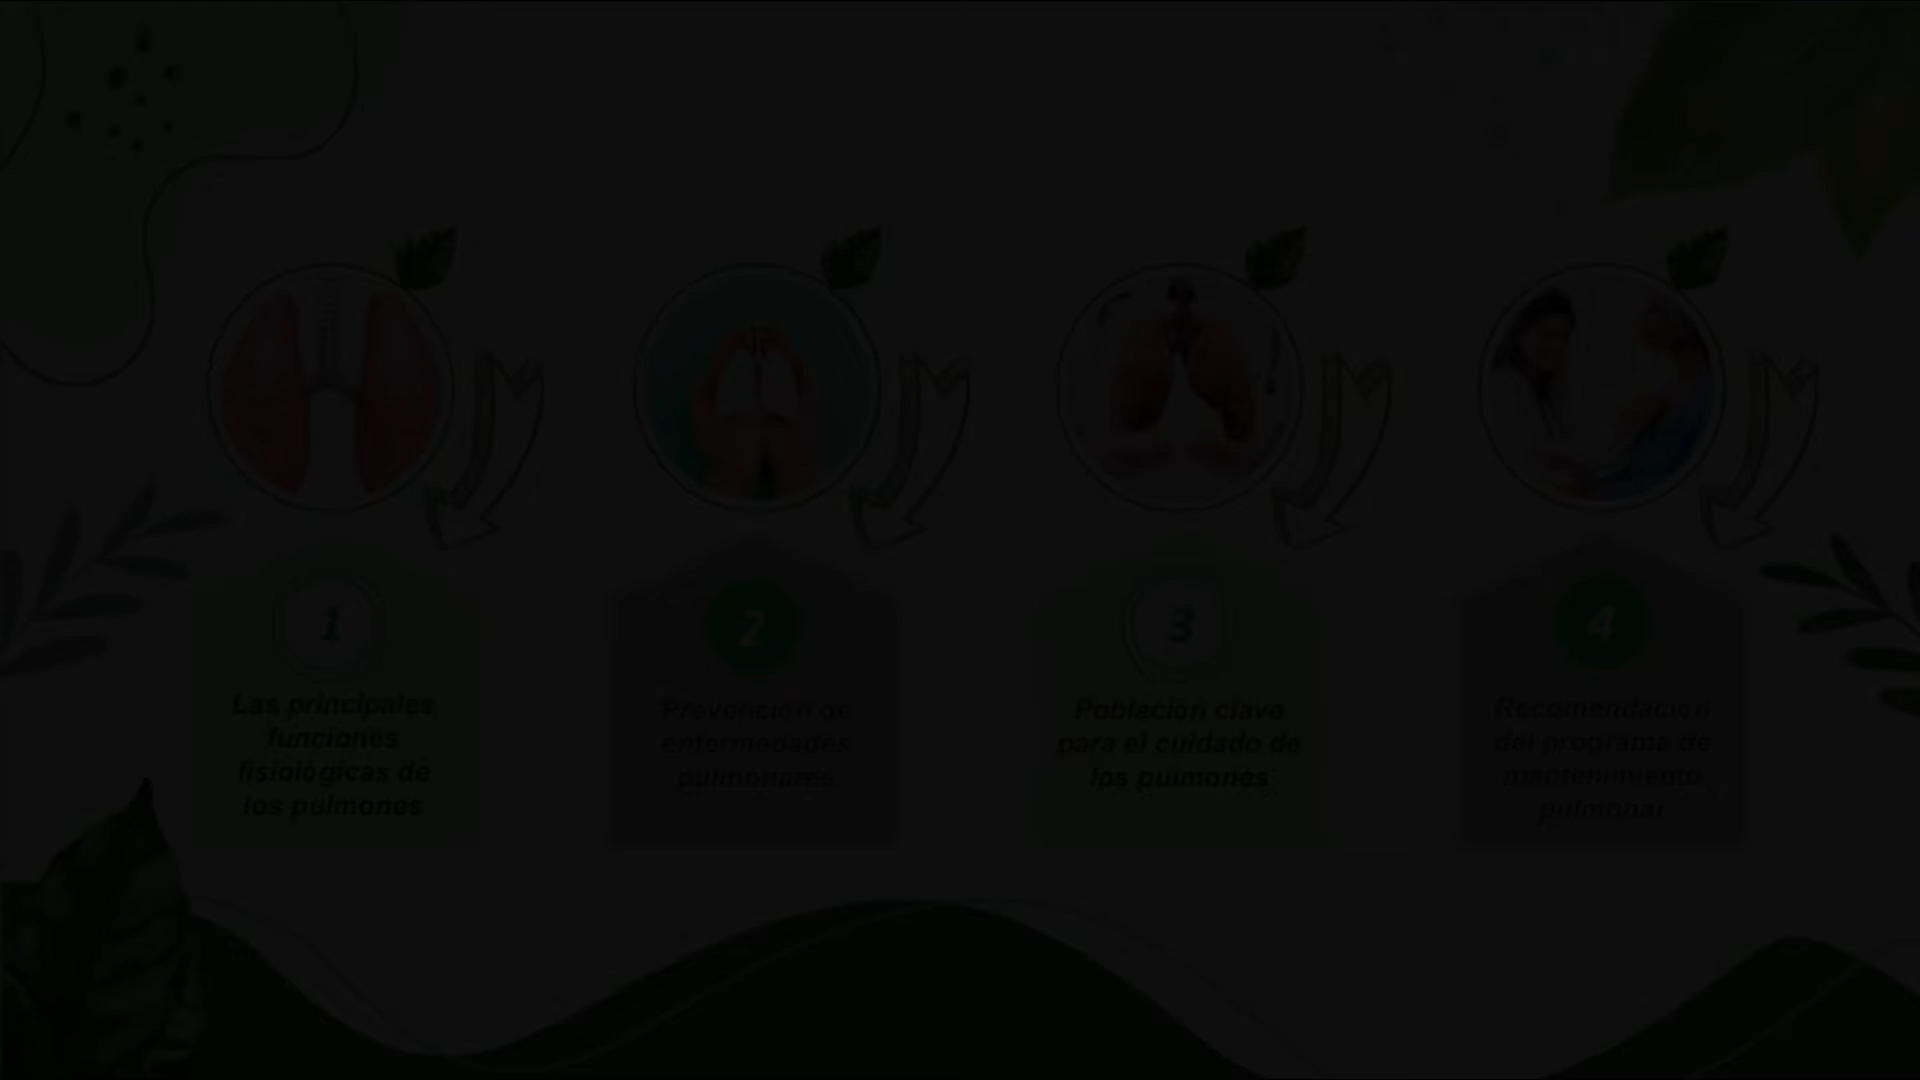 1
Las principales
funciones
fisiológicas de
los pulmones
2
Prevención de
enfermedades
pulmonares
3
Población clave
para el cuidado de
los pulmones
4
Recomendación
del programa de
mantenimiento
pulmonar